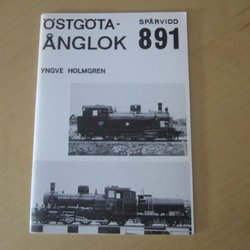 ÖSTGÖTA-
ÅNGLOK
SPÅRVIDD
891
YNGVE HOLMGREN